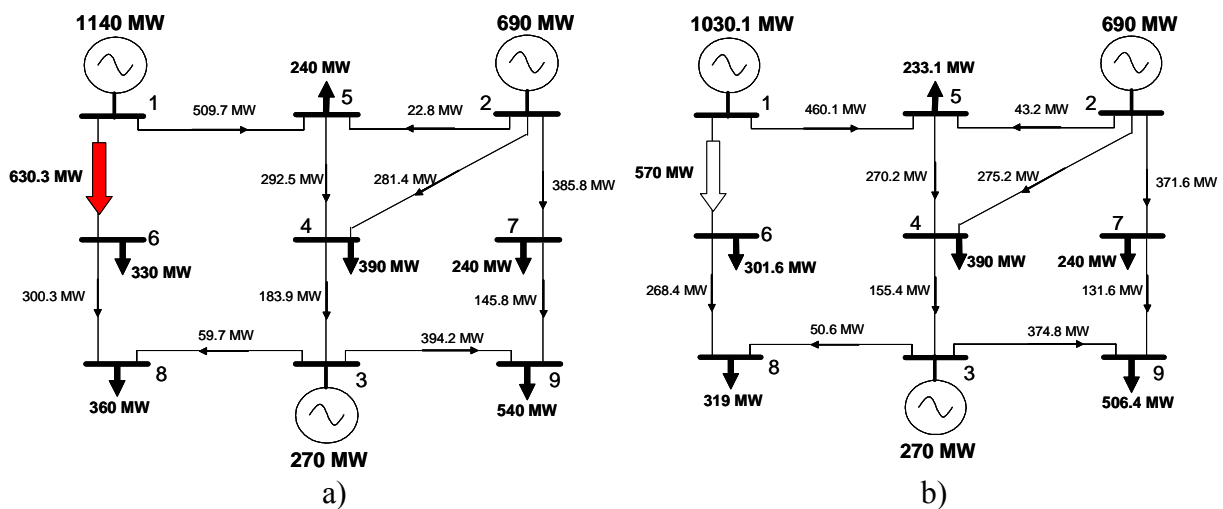 1140 MW
690 MW
240 MW
1
5
2
509.7 MW
22.8 MW
630.3 MW
292.5 MW
281.4 MW
385.8 MW
6
4
7
330 MW
390 MW
240 MW
300.3 MW
183.9 MW
145.8 MW
59.7 MW
394.2 MW
8
3
9
360 MW
540 MW
270 MW
a)
1030.1 MW
690 MW
233.1 MW
1
5
2
460.1 MW
43.2 MW
570 MW
270.2 MW
275.2 MW
371.6 MW
6
4
7
301.6 MW
390 MW
240 MW
268.4 MW
155.4 MW
131.6 MW
50.6 MW
374.8 MW
8
3
9
319 MW
506.4 MW
270 MW
b)